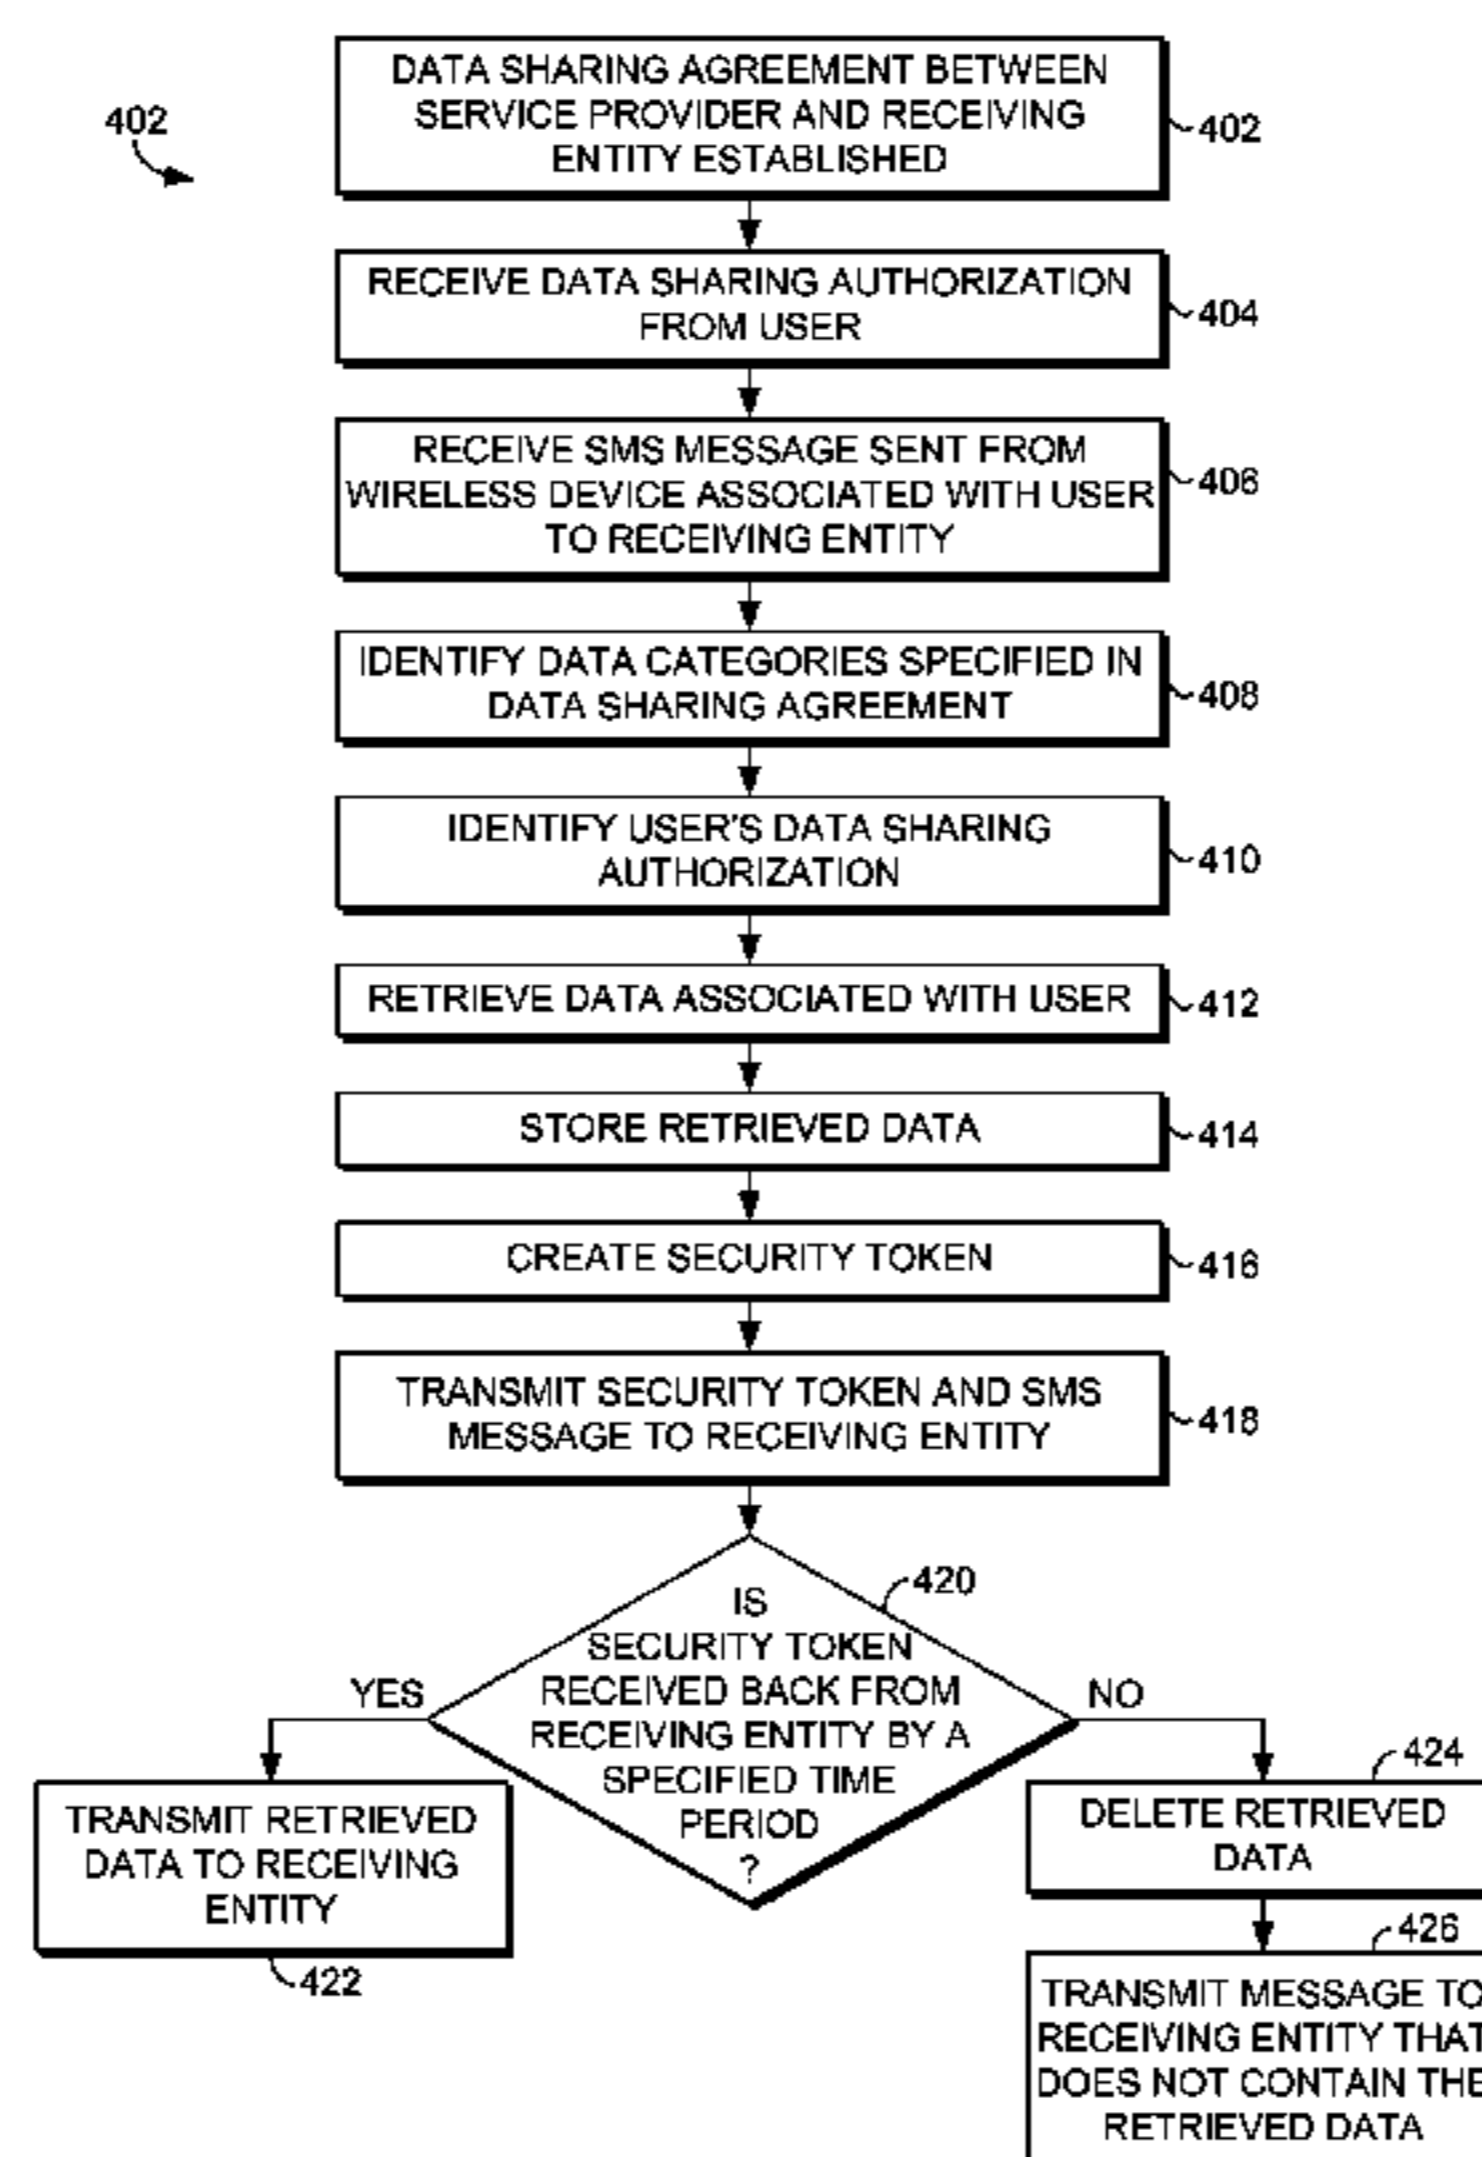 402
DATA SHARING AGREEMENT BETWEEN
SERVICE PROVIDER AND RECEIVING
ENTITY ESTABLISHED
402
RECEIVE DATA SHARING AUTHORIZATION
FROM USER
404
RECEIVE SMS MESSAGE SENT FROM
WIRELESS DEVICE ASSOCIATED WITH USER
TO RECEIVING ENTITY
406
IDENTIFY DATA CATEGORIES SPECIFIED IN
DATA SHARING AGREEMENT
408
IDENTIFY USER'S DATA SHARING
AUTHORIZATION
410
RETRIEVE DATA ASSOCIATED WITH USER
412
STORE RETRIEVED DATA
414
CREATE SECURITY TOKEN
416
TRANSMIT SECURITY TOKEN AND SMS
MESSAGE TO RECEIVING ENTITY
418
420
IS
SECURITY TOKEN
RECEIVED BACK FROM
RECEIVING ENTITY BY A
SPECIFIED TIME
PERIOD
?
YES
NO
TRANSMIT RETRIEVED
DATA TO RECEIVING
ENTITY
422
424
DELETE RETRIEVED
DATA
426
TRANSMIT MESSAGE TO
RECEIVING ENTITY THAT
DOES NOT CONTAIN THE
RETRIEVED DATA